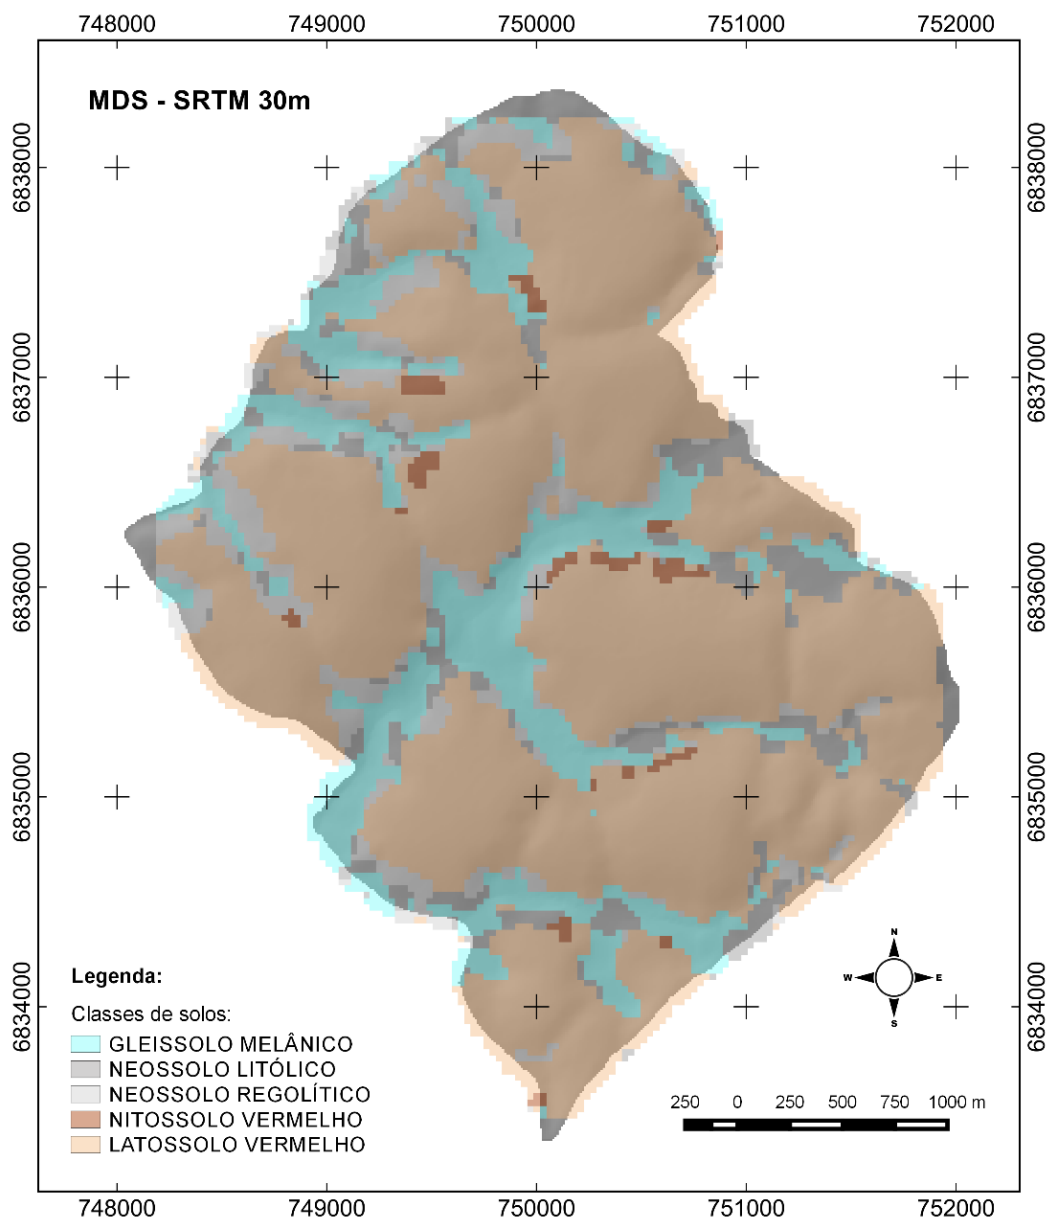 748000 749000 750000 751000 752000
MDS - SRTM 30m
6838000 6838000
6837000 6837000
6836000 6836000
6835000 6835000
6834000 6834000
N
W E
S
Legenda:
Classes de solos:
GLEISSOLO MELÂNICO
NEOSSOLO LITÓLICO
NEOSSOLO REGOLÍTICO
NITOSSOLO VERMELHO
LATOSSOLO VERMELHO
250 0 250 500 750 1000 m
748000 749000 750000 751000 752000